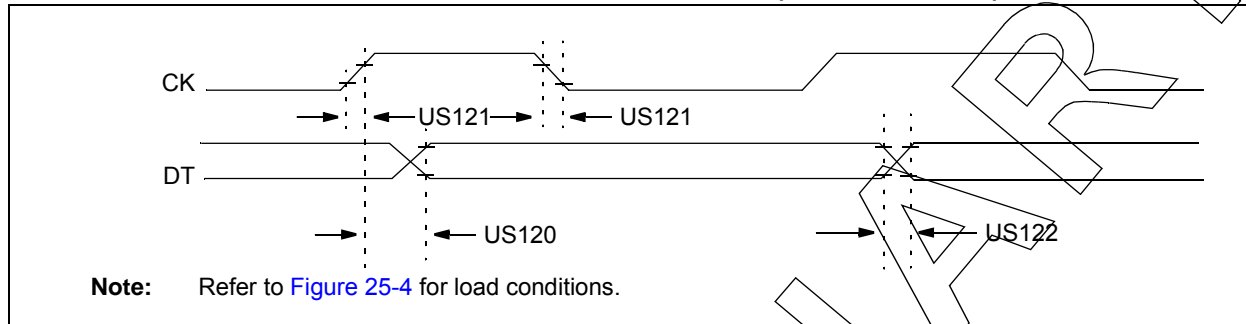 CK
US121
US121
DT
US120
US122
Note: Refer to Figure 25-4 for load conditions.